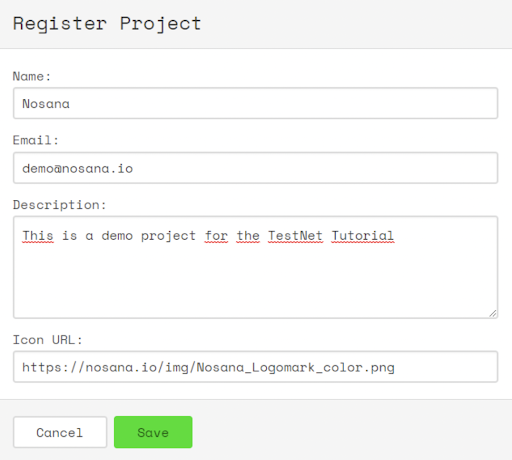 Register Project
Name:
Nosana
Email:
demo@nosana.io
Description:
This is a demo project for the TestNet Tutorial
Icon URL:
https://nosana.io/img/Nosana_Logomark_color.png
Cancel Save